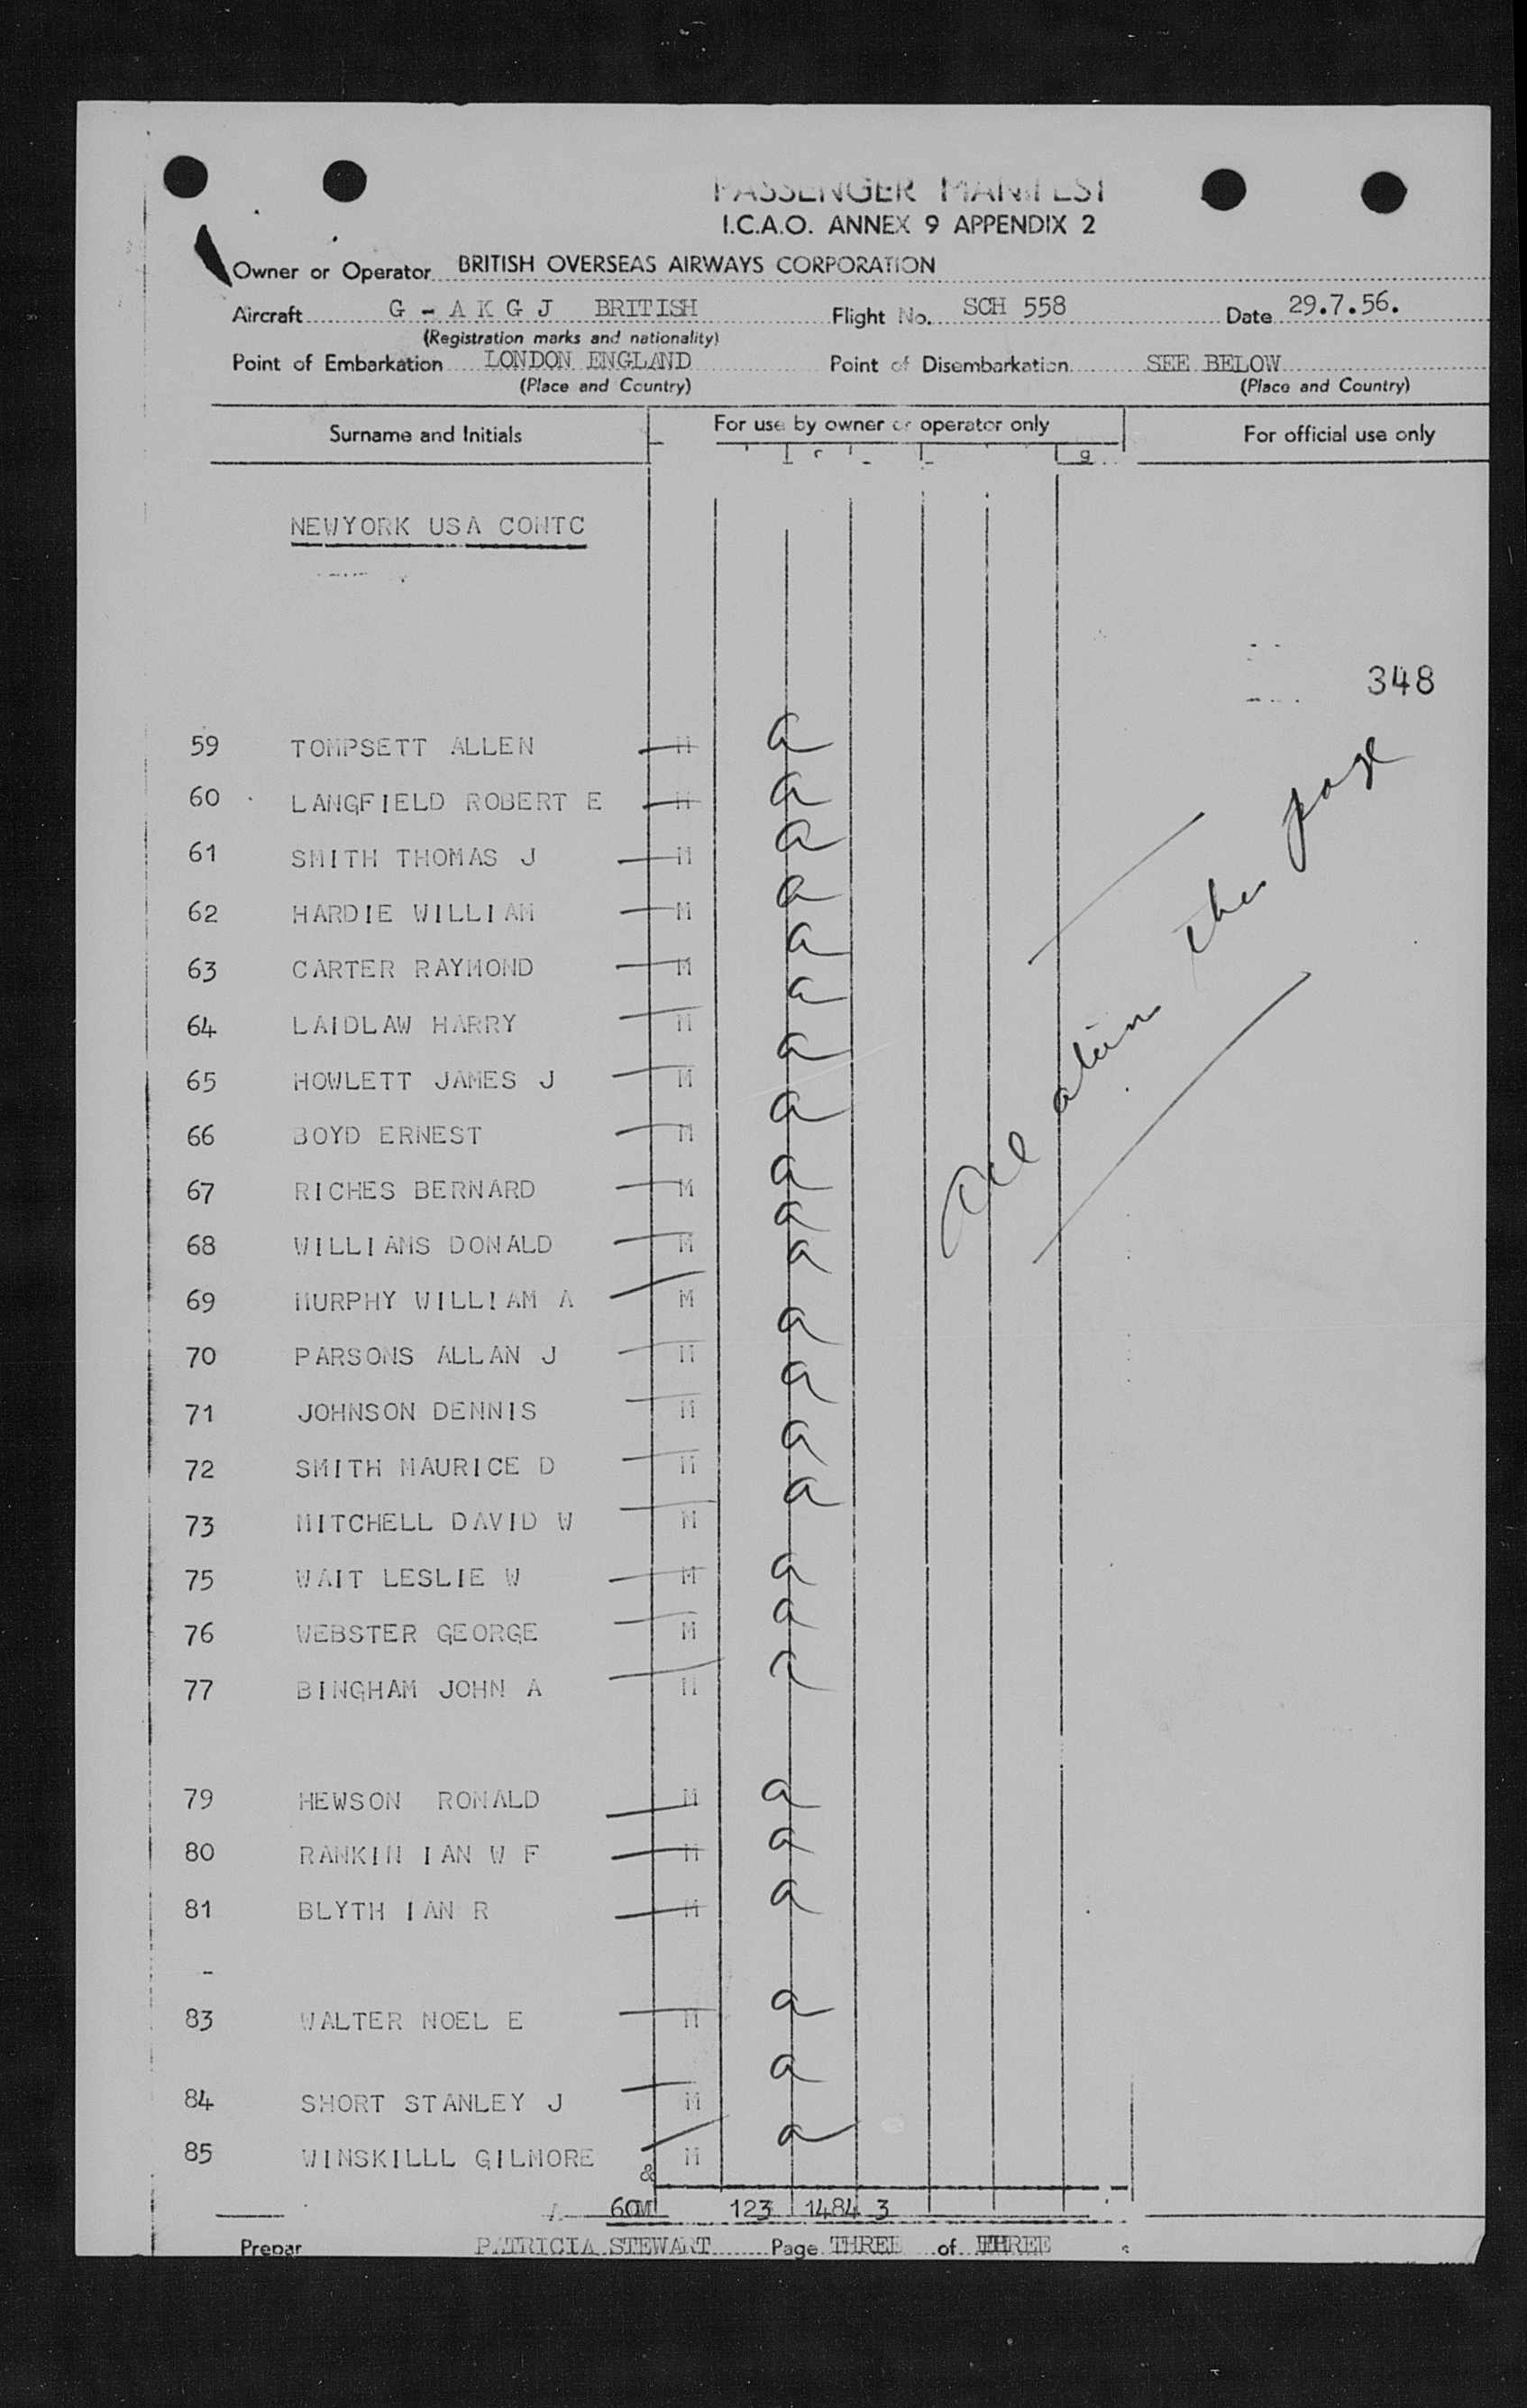 PASSENGER MANIFEST
I.C.A.O. ANNEX 9 APPENDIX 2
Owner or Operator BRITISH OVERSEAS AIRWAYS CORPORATION
Aircraft G - A K G J BRITISH Flight No. SCH 558 Date 29.7.56.
(Registration marks and nationality)
Point of Embarkation LONDON ENGLAND Point of Disembarkation SEE BELOW
(Place and Country) (Place and Country)
Surname and Initials For use by owner or operator only For official use only
g
NEWYORK USA CONTC
348
59 TOMPSETT ALLEN M a
60 LANGFIELD ROBERT E M a
61 SMITH THOMAS J M a
62 HARDIE WILLIAM M a
63 CARTER RAYMOND M a
64 LAIDLAW HARRY M a
65 HOWLETT JAMES J M a
66 BOYD ERNEST M a
67 RICHES BERNARD M a
68 WILLIAMS DONALD M a
69 MURPHY WILLIAM A M a
70 PARSONS ALLAN J M a
71 JOHNSON DENNIS M a
72 SMITH MAURICE D M a
73 MITCHELL DAVID W M a
75 WAIT LESLIE W M a
76 WEBSTER GEORGE M a
77 BINGHAM JOHN A M
79 HEWSON RONALD M a
80 RANKIN IAN W F M a
81 BLYTH IAN R M a
-
83 WALTER NOEL E M a
84 SHORT STANLEY J M a
85 WINSKILLL GILMORE M a
All page
&
60M 123 1484 3
Prepar PATRICIA STEWART Page THREE of THREE